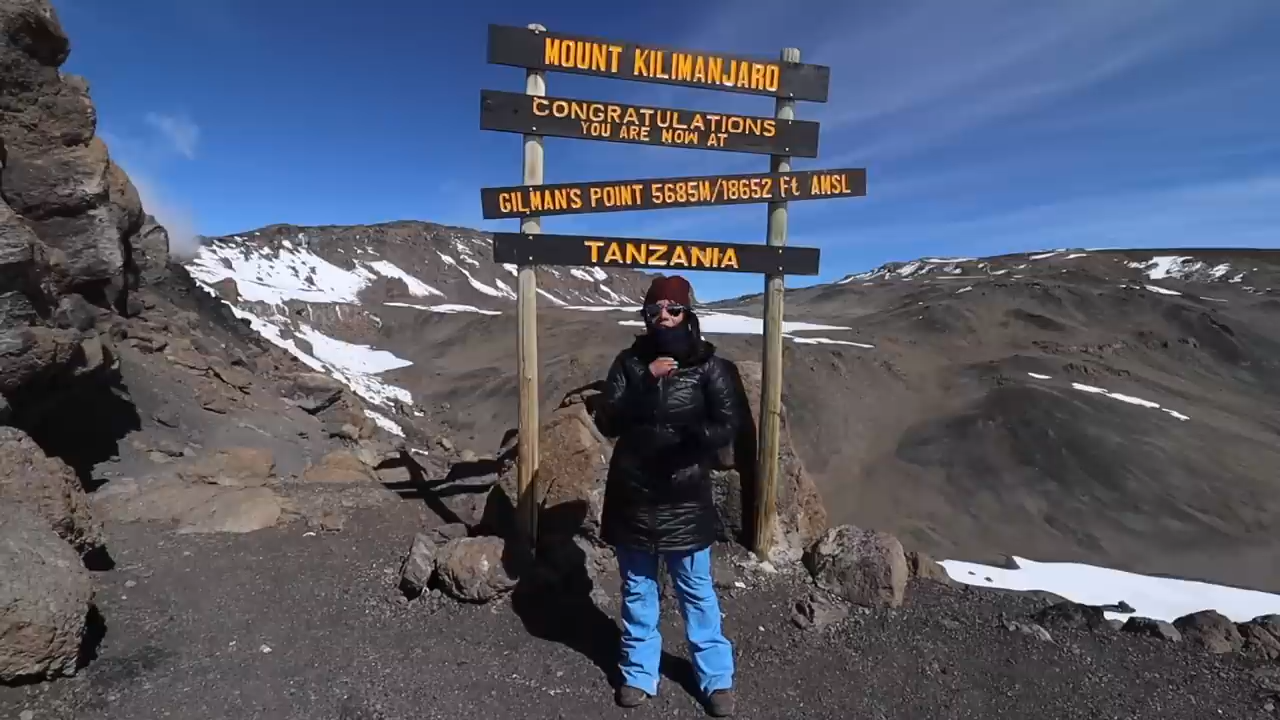 MOUNT KILIMANJARO
CONGRATULATIONS
YOU ARE NOW AT
GILMAN'S POINT 5685M/18652 Ft AMSL
TANZANIA